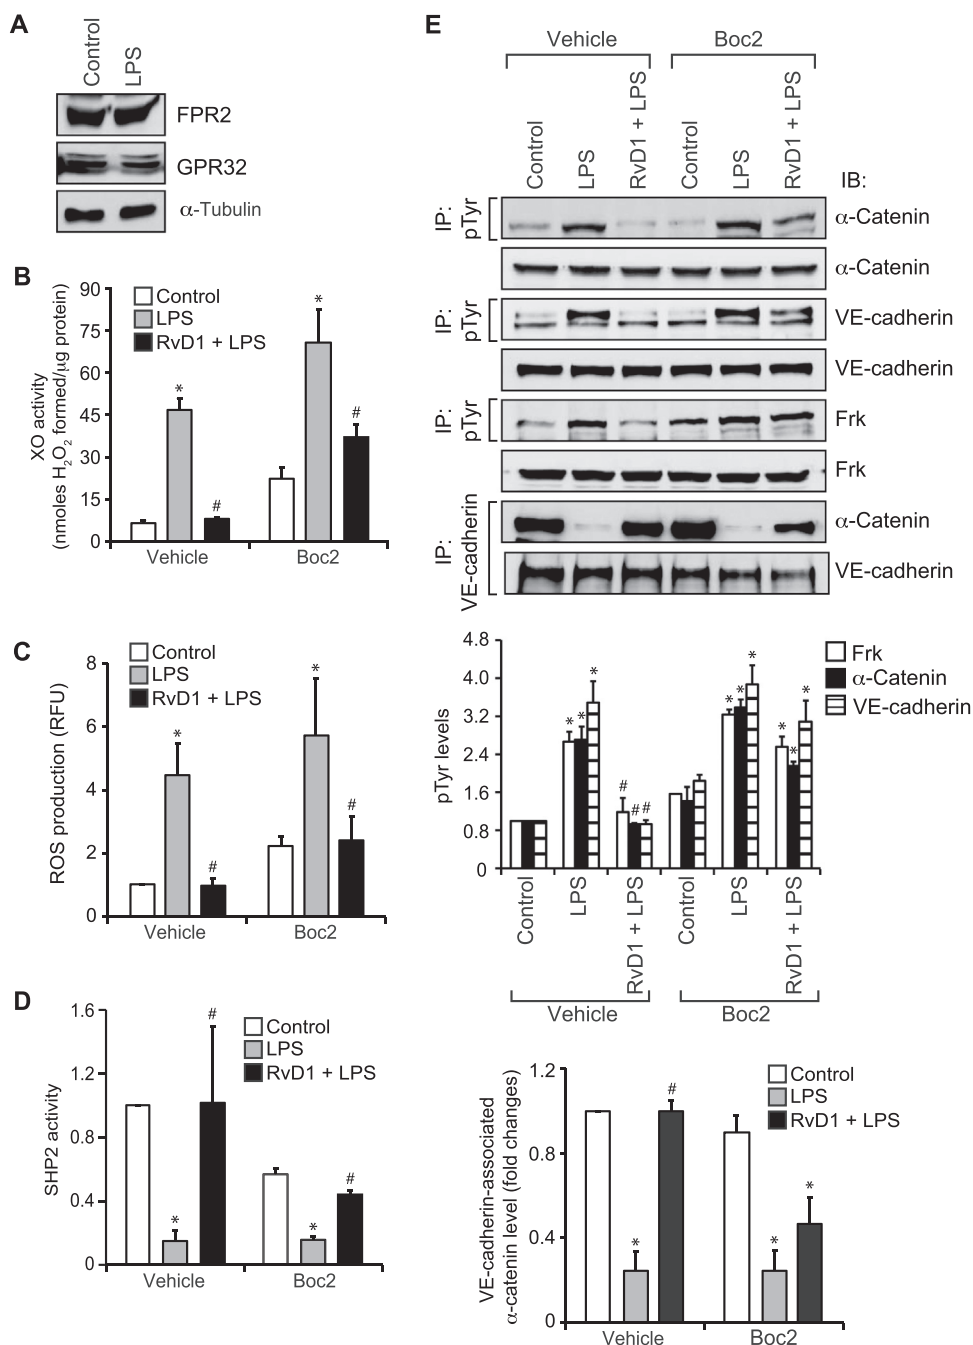 A
Control
LPS
FPR2
GPR32
α-Tubulin
B
XO activity
(nmoles H₂O₂ formed/µg protein)
90
75
60
45
30
15
0
Control
LPS
RvD1 + LPS
*
#
*
#
Vehicle
Boc2
C
ROS production (RFU)
8
6
4
2
0
Control
LPS
RvD1 + LPS
*
#
*
#
Vehicle
Boc2
D
SHP2 activity
1.6
1.2
0.8
0.4
0
Control
LPS
RvD1 + LPS
*
#
*
#
Vehicle
Boc2
E
Vehicle
Boc2
Control
LPS
RvD1 + LPS
Control
LPS
RvD1 + LPS
IB:
IP:
pTyr
α-Catenin
α-Catenin
IP:
pTyr
VE-cadherin
VE-cadherin
IP:
pTyr
Frk
Frk
IP:
VE-cadherin
α-Catenin
VE-cadherin
pTyr levels
4.8
4.0
3.2
2.4
1.6
0.8
0
Frk
α-Catenin
VE-cadherin
* * *
# # #
* * *
* * *
Control
LPS
RvD1 + LPS
Control
LPS
RvD1 + LPS
Vehicle
Boc2
VE-cadherin-associated
α-catenin level (fold changes)
1.2
0.8
0.4
0
Control
LPS
RvD1 + LPS
*
#
*
*
Vehicle
Boc2